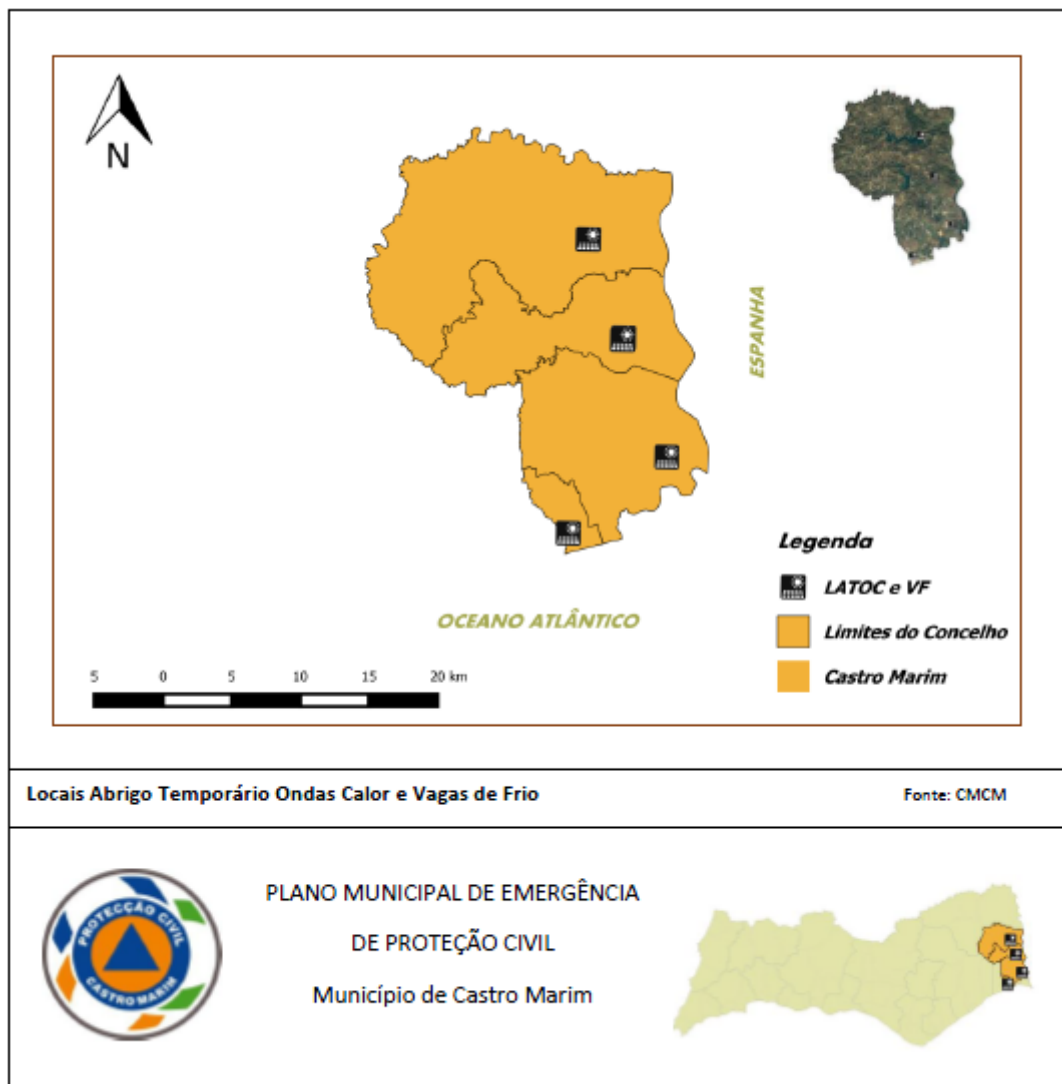 N
ESPANHA
OCEANO ATLÂNTICO
Legenda
LATOC e VF
Limites do Concelho
Castro Marim
5 0 5 10 15 20 km
Locais Abrigo Temporário Ondas Calor e Vagas de Frio
Fonte: CMCM
PROTECÇÃO CIVIL
CASTRO MARIM
PLANO MUNICIPAL DE EMERGÊNCIA
DE PROTEÇÃO CIVIL
Município de Castro Marim